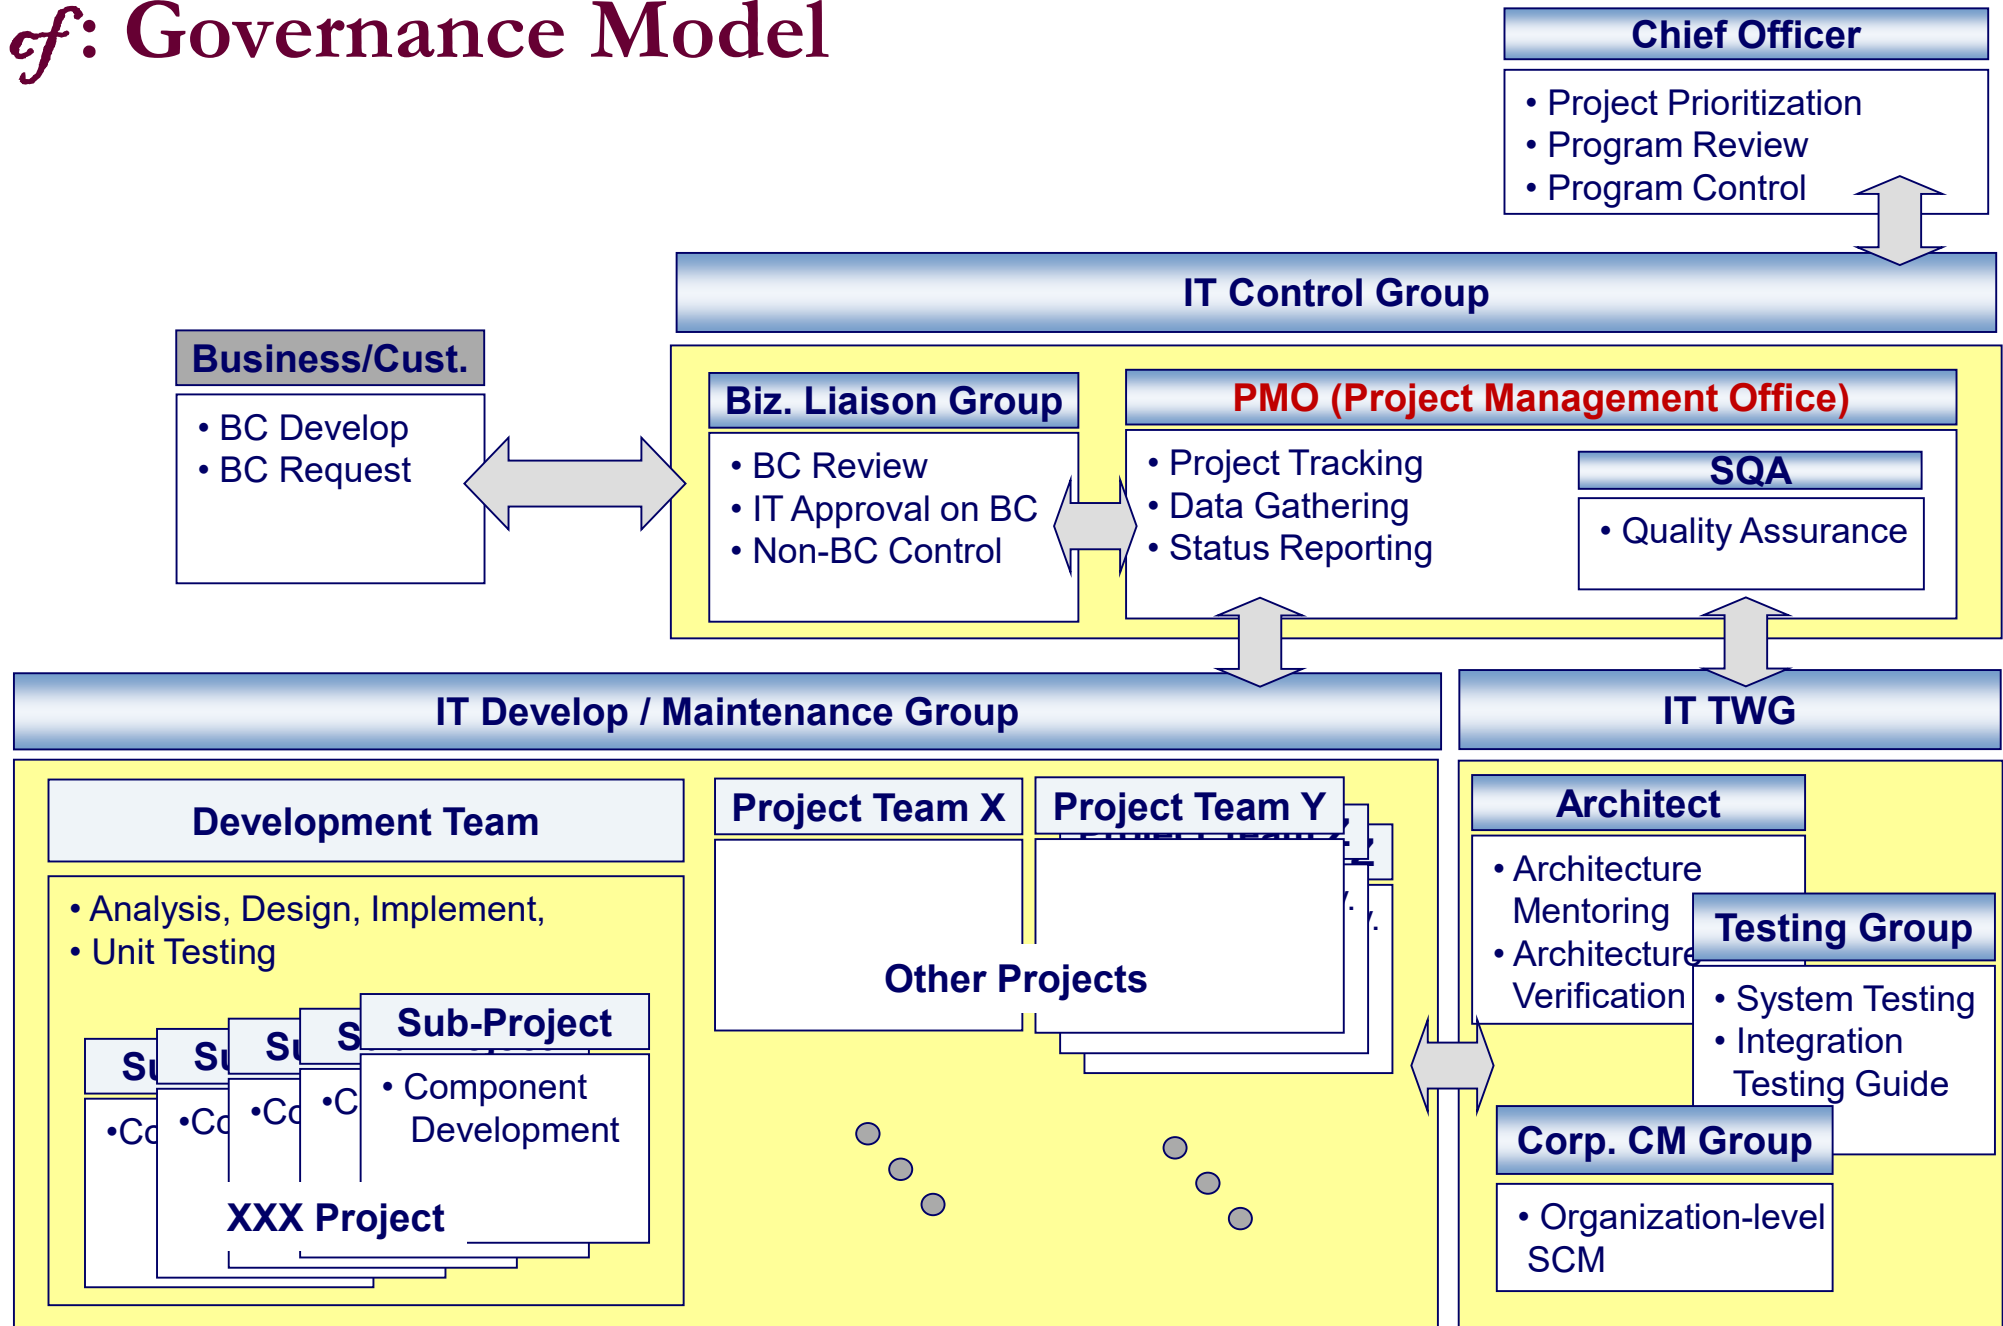 cf: Governance Model
Chief Officer
• Project Prioritization
• Program Review
• Program Control
IT Control Group
Business/Cust.
• BC Develop
• BC Request
Biz. Liaison Group
• BC Review
• IT Approval on BC
• Non-BC Control
PMO (Project Management Office)
• Project Tracking
• Data Gathering
• Status Reporting
SQA
• Quality Assurance
IT Develop / Maintenance Group
IT TWG
Development Team
• Analysis, Design, Implement,
• Unit Testing
Sub-Project
• Component
Development
XXX Project
Project Team X
Project Team Y
Other Projects
Architect
• Architecture
Mentoring
• Architecture
Verification
Testing Group
• System Testing
• Integration
Testing Guide
Corp. CM Group
• Organization-level
SCM